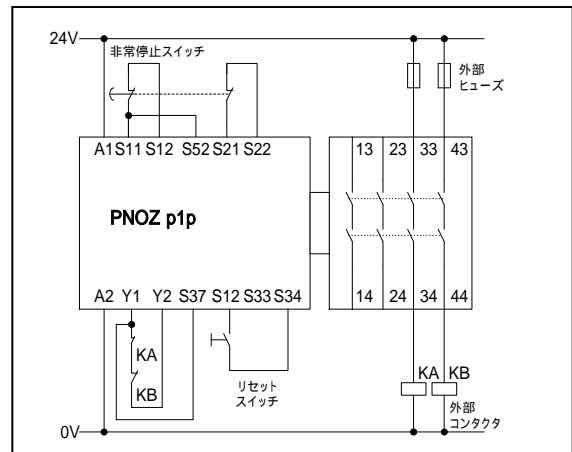 24V
非常停止スイッチ
外部
ヒューズ
A1 S11 S12 S52 S21 S22
13 23 33 43
PNOZ p1p
A2 Y1 Y2 S37 S12 S33 S34
14 24 34 44
KA
KB
リセット
スイッチ
KA KB
外部
コンタクタ
0V